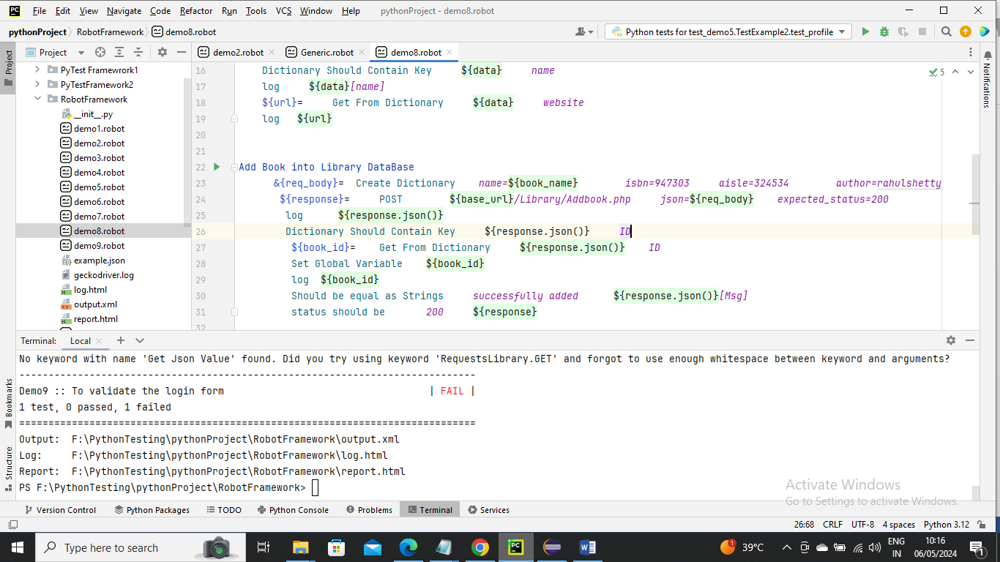 PC File Edit View Navigate Code Refactor Run Tools VCS Window Help pythonProject - demo8.robot
pythonProject RobotFramework demo8.robot Python tests for test_demo5.TestExample2.test_profile
Project
Project
demo2.robot
Generic.robot
demo8.robot
Notifications
PyTest Framewrork1
PyTestFramework2
RobotFramework
__init__.py
demo1.robot
demo2.robot
demo3.robot
demo4.robot
demo5.robot
demo6.robot
demo7.robot
demo8.robot
demo9.robot
example.json
geckodriver.log
log.html
output.xml
report.html
5
16 Dictionary Should Contain Key ${data} name
17 log ${data}[name]
18 ${url}= Get From Dictionary ${data} website
19 log ${url}
20
21
22 Add Book into Library DataBase
23 &{req_body}= Create Dictionary name=${book_name} isbn=947303 aisle=324534 author=rahulshetty
24 ${response}= POST ${base_url}/Library/Addbook.php json=${req_body} expected_status=200
25 log ${response.json()}
26 Dictionary Should Contain Key ${response.json()} ID
27 ${book_id}= Get From Dictionary ${response.json()} ID
28 Set Global Variable ${book_id}
29 log ${book_id}
30 Should be equal as Strings successfully added ${response.json()}[Msg]
31 status should be 200 ${response}
32
Terminal: Local
No keyword with name 'Get Json Value' found. Did you try using keyword 'RequestsLibrary.GET' and forgot to use enough whitespace between keyword and arguments?
------------------------------------------------------------------------------
Demo9 :: To validate the login form | FAIL |
1 test, 0 passed, 1 failed
==============================================================================
Output: F:\PythonTesting\pythonProject\RobotFramework\output.xml
Log: F:\PythonTesting\pythonProject\RobotFramework\log.html
Report: F:\PythonTesting\pythonProject\RobotFramework\report.html
PS F:\PythonTesting\pythonProject\RobotFramework>
Bookmarks
Structure
Activate Windows
Go to Settings to activate Windows.
Version Control Python Packages TODO Python Console Problems Terminal Services
26:68 CRLF UTF-8 4 spaces Python 3.12
Type here to search
PC
1
39°C
ENG
IN
10:16
06/05/2024
1